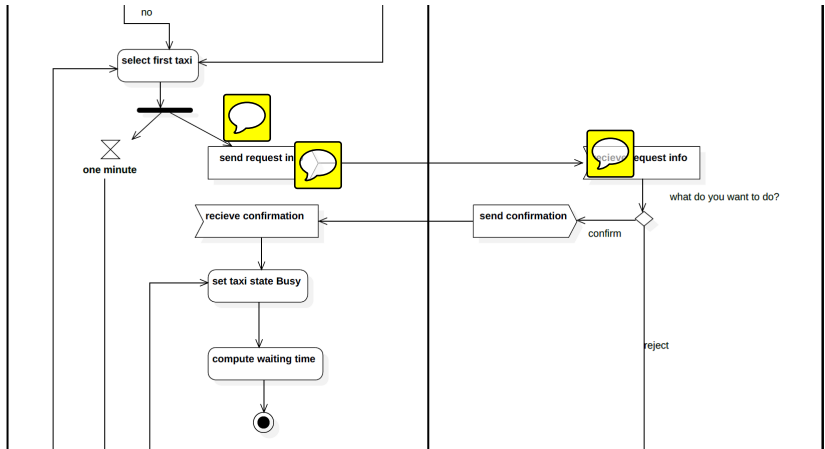 no
select first taxi
one minute
send request in
recieve request info
what do you want to do?
recieve confirmation
send confirmation
confirm
set taxi state Busy
reject
compute waiting time